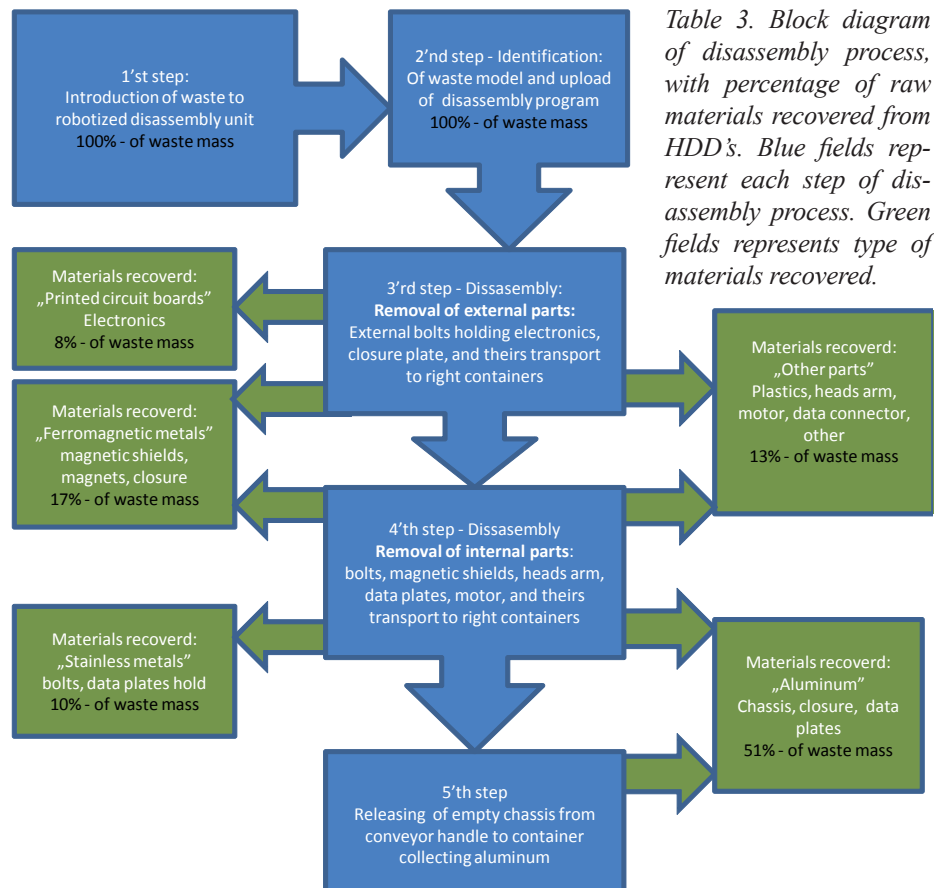 1'st step:
Introduction of waste to
robotized disassembly unit
100% - of waste mass
2'nd step - Identification:
Of waste model and upload
of disassembly program
100% - of waste mass
Table 3. Block diagram
of disassembly process,
with percentage of raw
materials recovered from
HDD's. Blue fields rep-
resent each step of dis-
assembly process. Green
fields represents type of
materials recovered.
Materials recoverd:
„Printed circuit boards”
Electronics
8% - of waste mass
3'rd step - Dissasembly:
Removal of external parts:
External bolts holding electronics,
closure plate, and theirs transport
to right containers
Materials recoverd:
„Other parts”
Plastics, heads arm,
motor, data connector,
other
13% - of waste mass
Materials recoverd:
„Ferromagnetic metals”
magnetic shields,
magnets, closure
17% - of waste mass
4'th step - Dissasembly
Removal of internal parts:
bolts, magnetic shields, heads arm,
data plates, motor, and theirs
transport to right containers
Materials recoverd:
„Stainless metals”
bolts, data plates hold
10% - of waste mass
Materials recoverd:
„Aluminum”
Chassis, closure, data
plates
51% - of waste mass
5'th step
Releasing of empty chassis from
conveyor handle to container
collecting aluminum